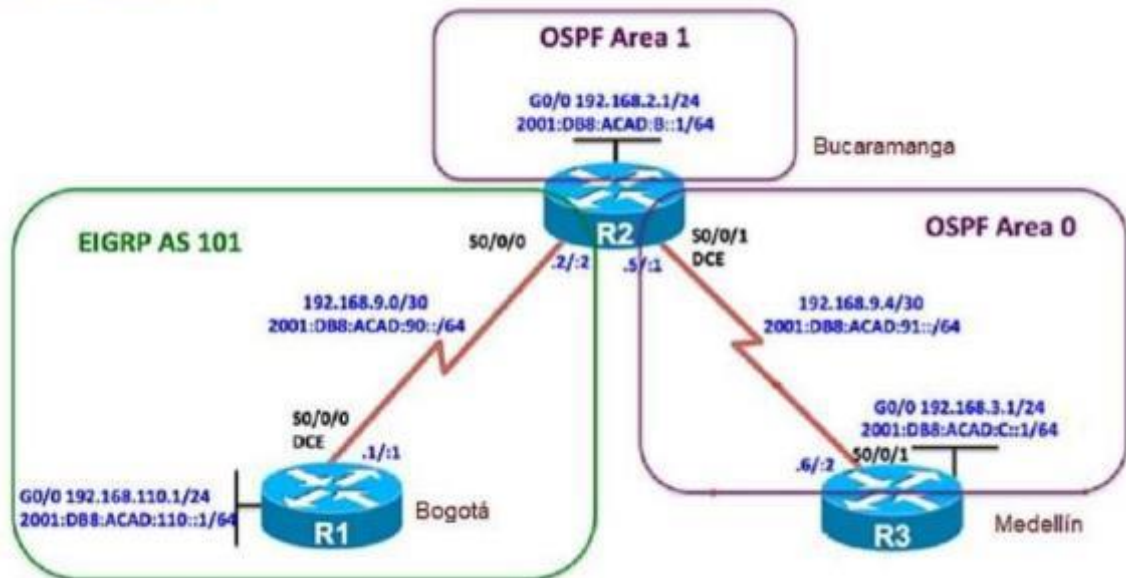 OSPF Area 1
G0/0 192.168.2.1/24
2001:DB8:ACAD:B::1/64
Bucaramanga
EIGRP AS 101
S0/0/0
R2
S0/0/1
DCE
OSPF Area 0
.2/:2
.5/:1
192.168.9.0/30
2001:DB8:ACAD:90::/64
192.168.9.4/30
2001:DB8:ACAD:91::/64
S0/0/0
DCE
.1/:1
G0/0 192.168.3.1/24
2001:DB8:ACAD:C::1/64
S0/0/1
.6/:2
G0/0 192.168.110.1/24
2001:DB8:ACAD:110::1/64
R1
Bogotá
R3
Medellín